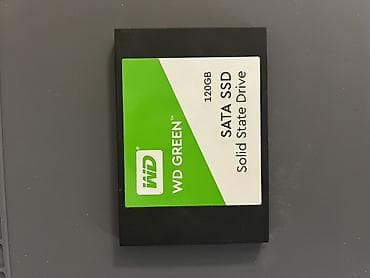 WD
WD GREEN™
120GB
SATA SSD
Solid State Drive